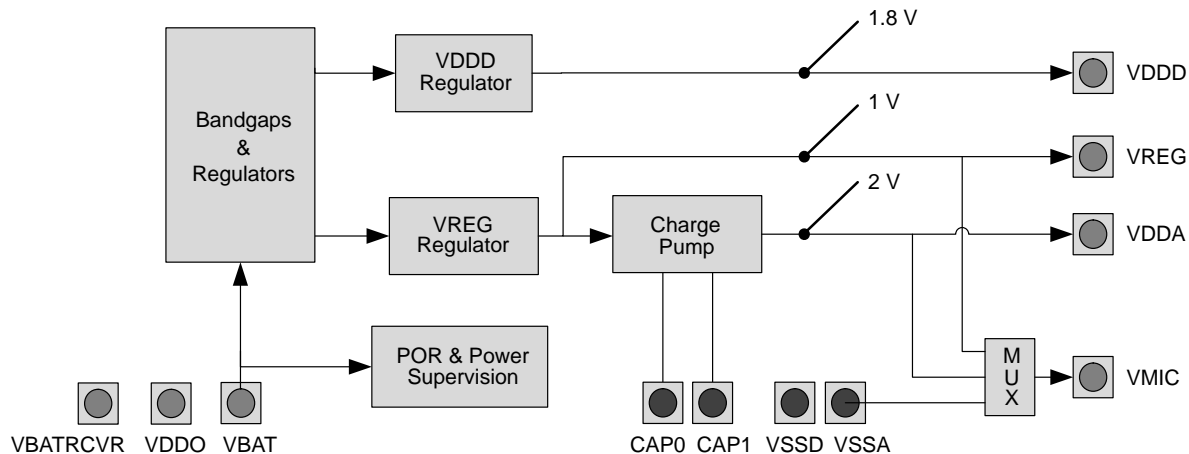 1.8 V
VDDD
Regulator
VDDD
Bandgaps
&
Regulators
1 V
VREG
2 V
VREG
Regulator
Charge
Pump
VDDA
POR & Power
Supervision
M
U
X
VMIC
VBATRCVR
VDDO
VBAT
CAP0
CAP1
VSSD
VSSA